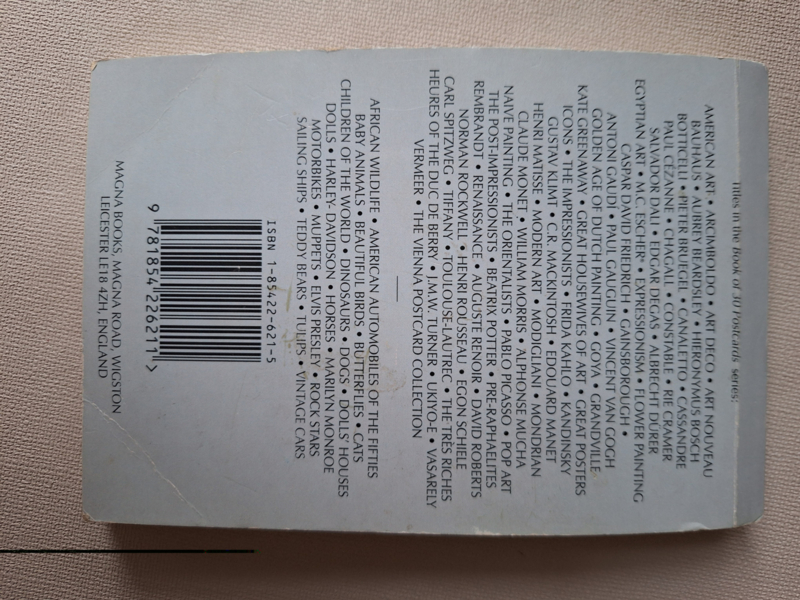 Titles in the Book of 30 Postcards series:
AMERICAN ART • ARCIMBOLDO • ART DECO • ART NOUVEAU
BAUHAUS • AUBREY BEARDSLEY • HIERONYMUS BOSCH
BOTTICELLI • PIETER BRUEGEL • CANALETTO • CASSANDRE
PAUL CÉZANNE • CHAGALL • CONSTABLE • RIE CRAMER
SALVADOR DALI • EDGAR DEGAS • ALBRECHT DÜRER
EGYPTIAN ART • M.C. ESCHER® • EXPRESSIONISM • FLOWER PAINTING
CASPAR DAVID FRIEDRICH • GAINSBOROUGH •
ANTONI GAUDÍ • PAUL GAUGUIN • VINCENT VAN GOGH
GOLDEN AGE OF DUTCH PAINTING • GOYA • GRANDVILLE
KATE GREENAWAY • GREAT HOUSEWIVES OF ART • GREAT POSTERS
ICONS • THE IMPRESSIONISTS • FRIDA KAHLO • KANDINSKY
GUSTAV KLIMT • C.R. MACKINTOSH • EDOUARD MANET
HENRI MATISSE • MODERN ART • MODIGLIANI • MONDRIAN
CLAUDE MONET • WILLIAM MORRIS • ALPHONSE MUCHA
NAIVE PAINTING • THE ORIENTALISTS • PABLO PICASSO • POP ART
THE POST-IMPRESSIONISTS • BEATRIX POTTER • PRE-RAPHAELITES
REMBRANDT • RENAISSANCE • AUGUSTE RENOIR • DAVID ROBERTS
NORMAN ROCKWELL • HENRI ROUSSEAU • EGON SCHIELE
CARL SPITZWEG • TIFFANY • TOULOUSE-LAUTREC • THE TRÈS RICHES
HEURES OF THE DUC DE BERRY • J.M.W. TURNER • UKIYO-E • VASARELY
VERMEER • THE VIENNA POSTCARD COLLECTION
AFRICAN WILDLIFE • AMERICAN AUTOMOBILES OF THE FIFTIES
BABY ANIMALS • BEAUTIFUL BIRDS • BUTTERFLIES • CATS
CHILDREN OF THE WORLD • DINOSAURS • DOGS • DOLLS' HOUSES
DOLLS • HARLEY- DAVIDSON • HORSES • MARILYN MONROE
MOTORBIKES • MUPPETS • ELVIS PRESLEY • ROCK STARS
SAILING SHIPS • TEDDY BEARS • TULIPS • VINTAGE CARS
ISBN 1-85422-621-5
9 781854 226211 >
MAGNA BOOKS, MAGNA ROAD, WIGSTON
LEICESTER LE18 4ZH, ENGLAND